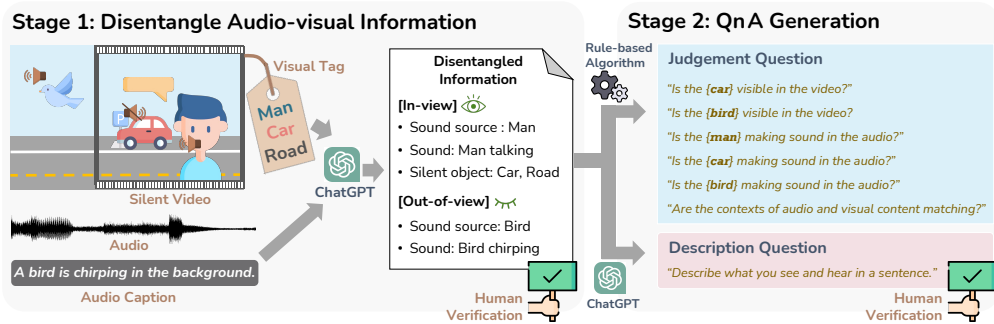 Stage 1: Disentangle Audio-visual Information
Visual Tag
Man
Car
Road
P
Silent Video
Audio
A bird is chirping in the background.
Audio Caption
ChatGPT
Disentangled
Information
[In-view]
• Sound source : Man
• Sound: Man talking
• Silent object: Car, Road
[Out-of-view]
• Sound source: Bird
• Sound: Bird chirping
Human
Verification
Stage 2: QnA Generation
Rule-based
Algorithm
Judgement Question
“Is the {car} visible in the video?”
“Is the {bird} visible in the video?
“Is the {man} making sound in the audio?”
“Is the {car} making sound in the audio?”
“Is the {bird} making sound in the audio?”
“Are the contexts of audio and visual content matching?”
ChatGPT
Description Question
“Describe what you see and hear in a sentence.”
Human
Verification